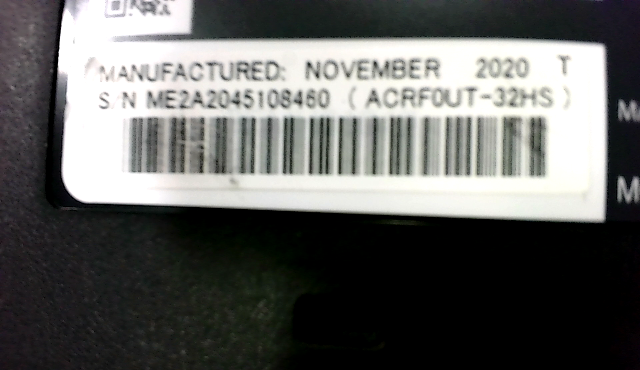 MANUFACTURED: NOVEMBER 2020 T
S/N ME2A2045108460 ( ACRF0UT-32HS )